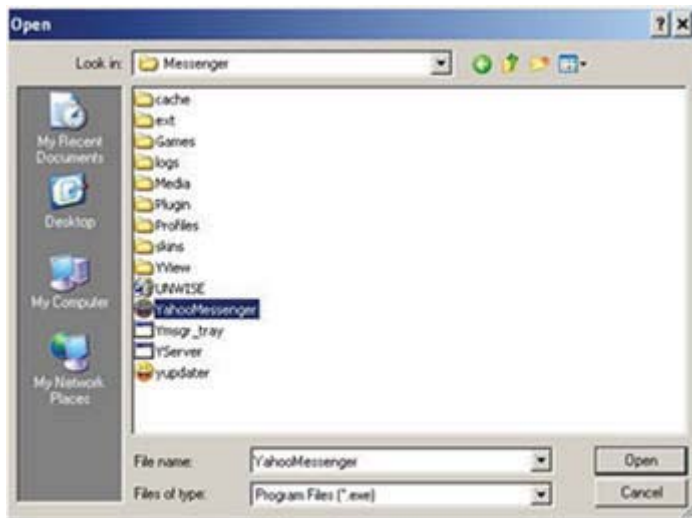 Open
Look in: Messenger
My Recent
Documents
Desktop
My Computer
My Network
Places
cache
ext
Games
logs
Media
Plugin
Profiles
skins
YView
UNWISE
YahooMessenger
Ymsgr_tray
YServer
yupdater
File name: YahooMessenger Open
Files of type: Program Files (*.exe) Cancel